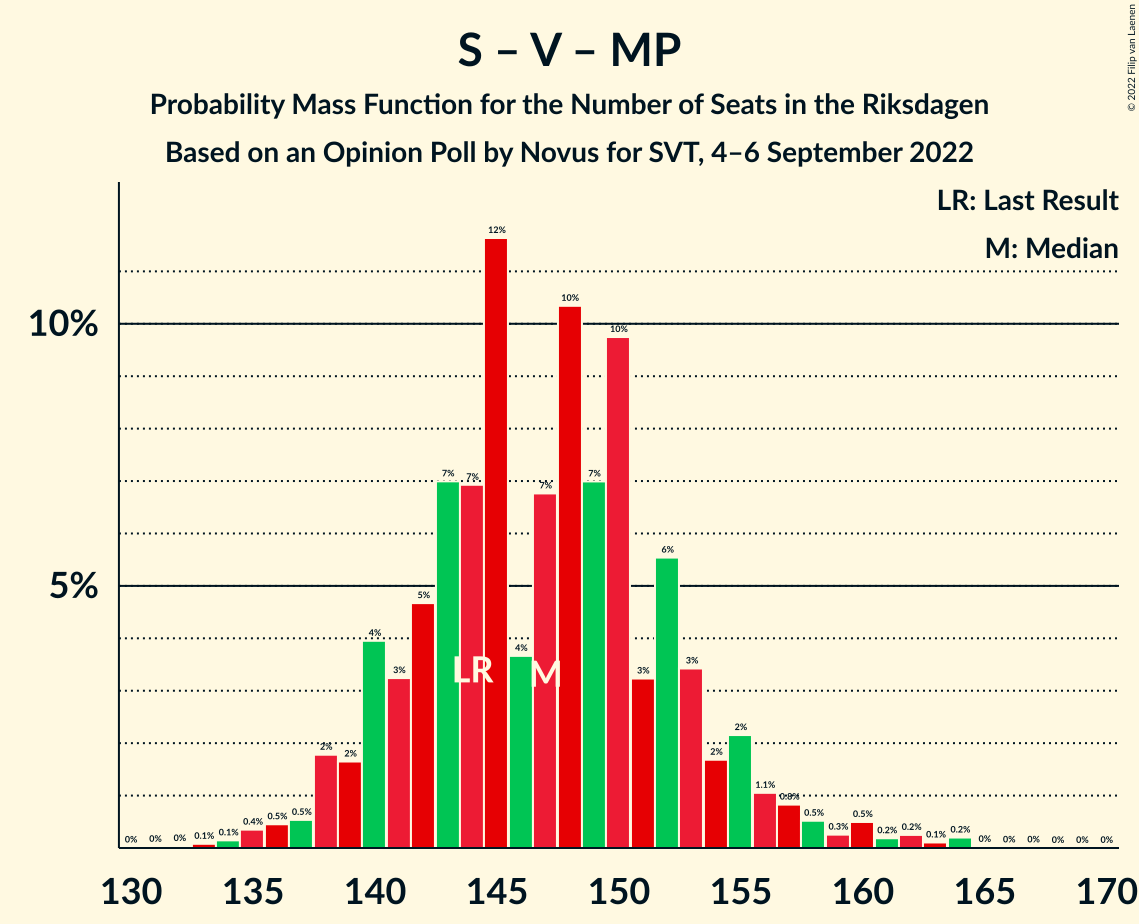 S – V – MP
Probability Mass Function for the Number of Seats in the Riksdagen
Based on an Opinion Poll by Novus for SVT, 4–6 September 2022
© 2022 Filip van Laenen
LR: Last Result
M: Median
10%
5%
0% 0% 0% 0.1% 0.1% 0.4% 0.5% 0.5% 2% 2% 4% 3% 5% 7% 7% 12% 4% 7% 10% 7% 10% 3% 6% 3% 2% 2% 1.1% 0.8% 0.5% 0.3% 0.5% 0.2% 0.2% 0.1% 0.2% 0% 0% 0% 0% 0% 0%
LR M
130 135 140 145 150 155 160 165 170